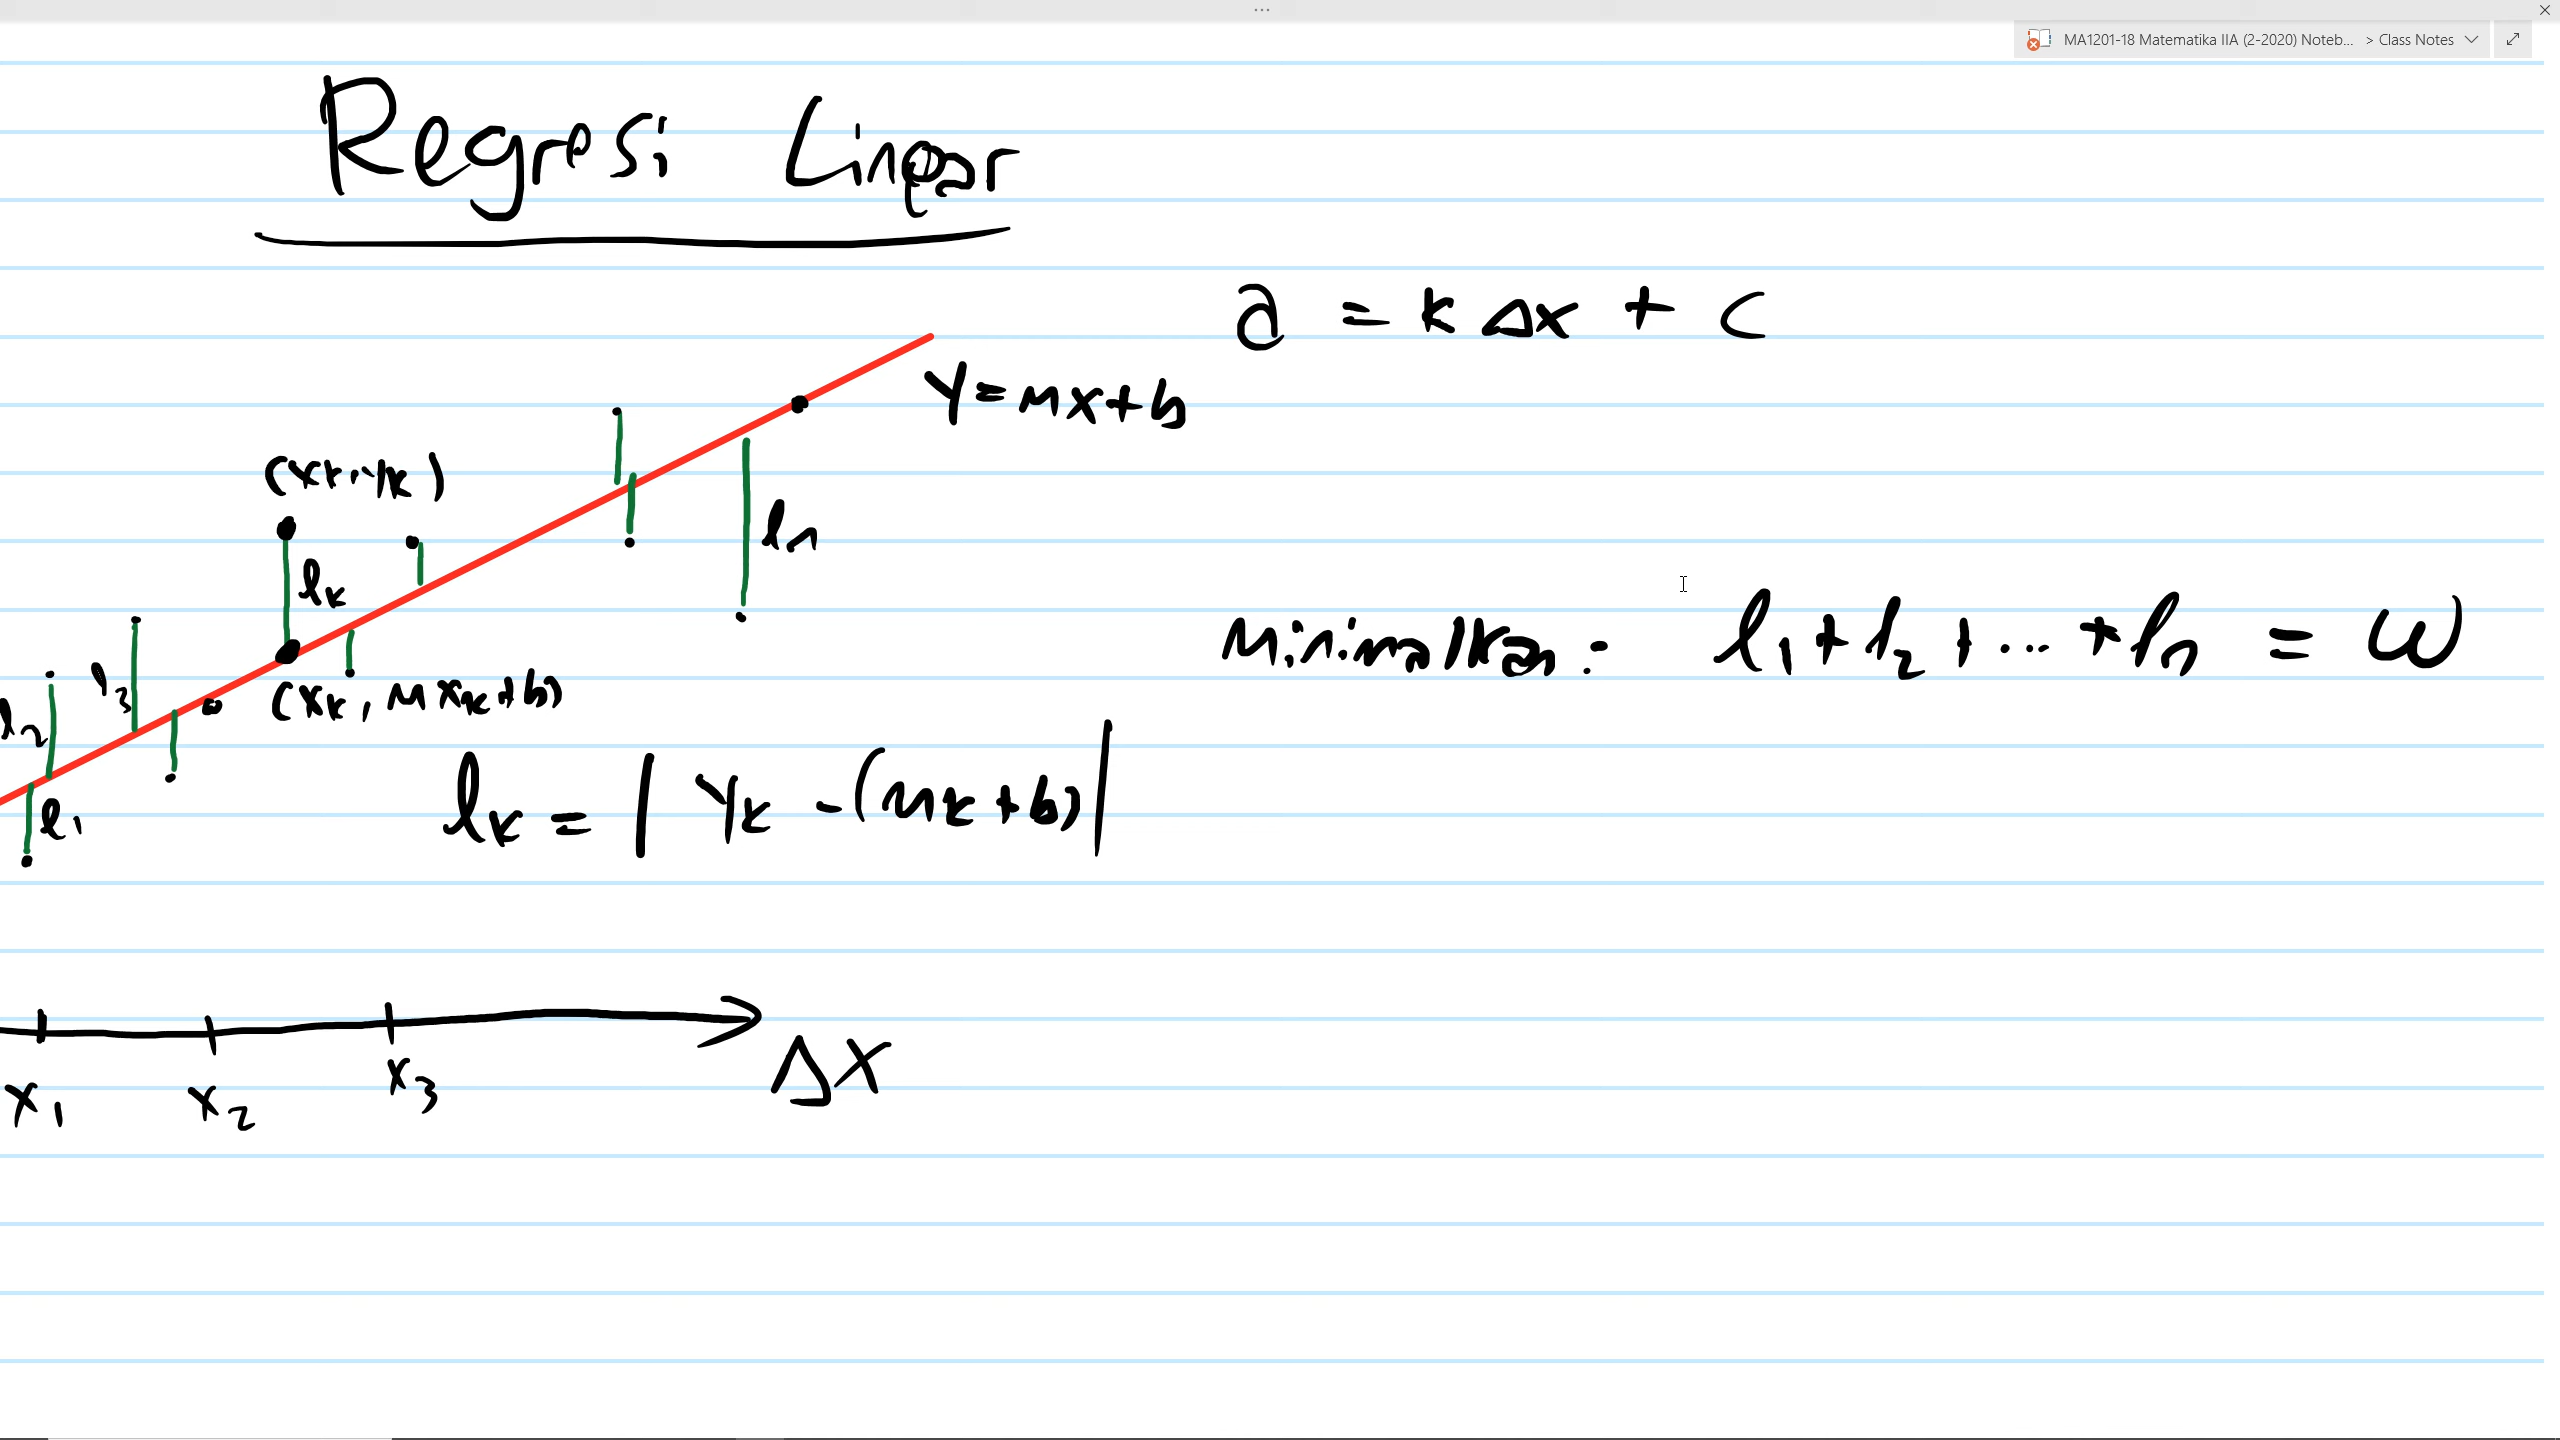 MA1201-18 Matematika IIA (2-2020) Noteb... > Class Notes
Regresi Linear
a = k Δx + c
y = mx + b
(xk, yk)
ln
lk
Minimalkan : l1 + l2 + ... + ln = w
l3
(xk, mxk + b)
l2
lk = | yk - (mk + b) |
l1
Δx
x1 x2 x3